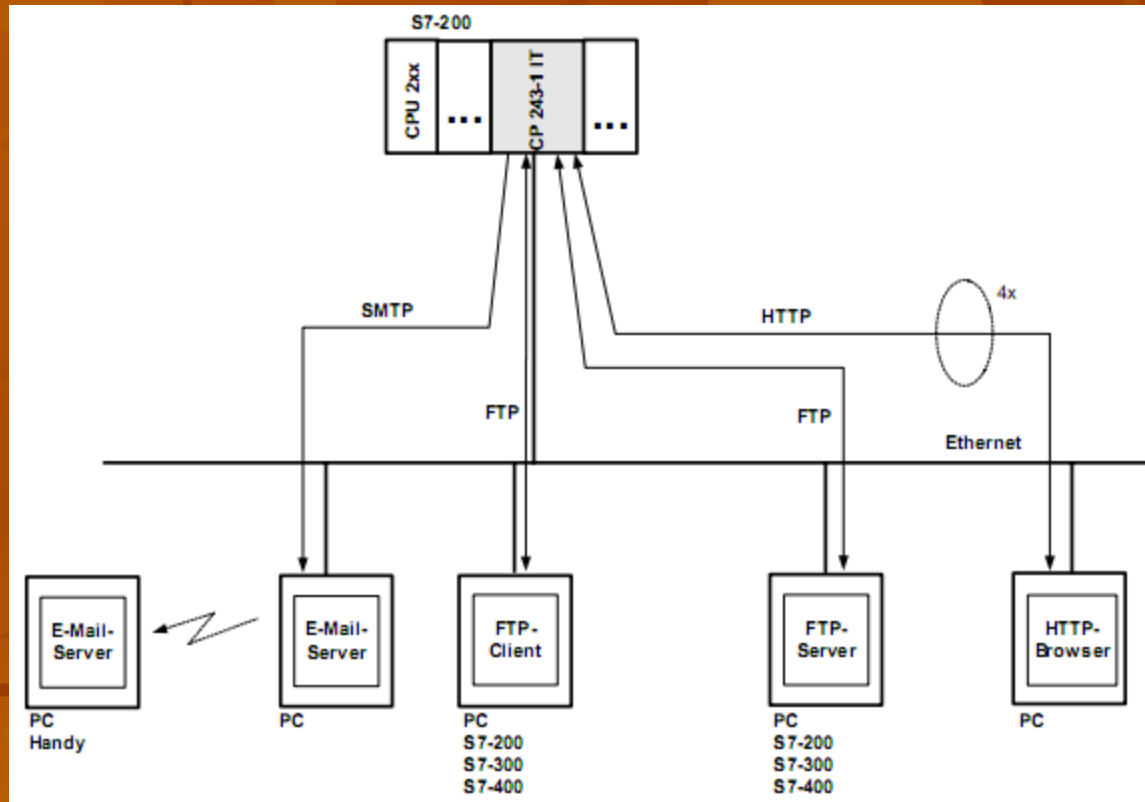 S7-200
CPU 2xx
...
CP 243-1 IT
...
4x
SMTP
HTTP
FTP
FTP
Ethernet
E-Mail-
Server
E-Mail-
Server
FTP-
Client
FTP-
Server
HTTP-
Browser
PC
Handy
PC
PC
S7-200
S7-300
S7-400
PC
S7-200
S7-300
S7-400
PC